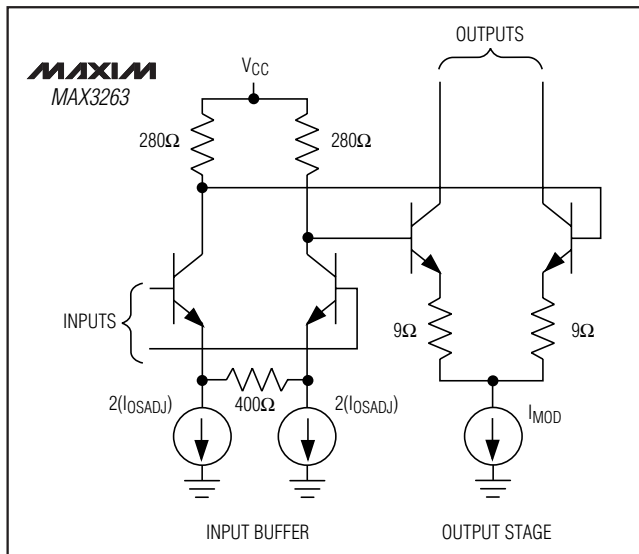 OUTPUTS
MAXIM
MAX3263
VCC
280Ω
280Ω
INPUTS
9Ω
9Ω
2(IOSADJ)
400Ω
2(IOSADJ)
IMOD
INPUT BUFFER
OUTPUT STAGE